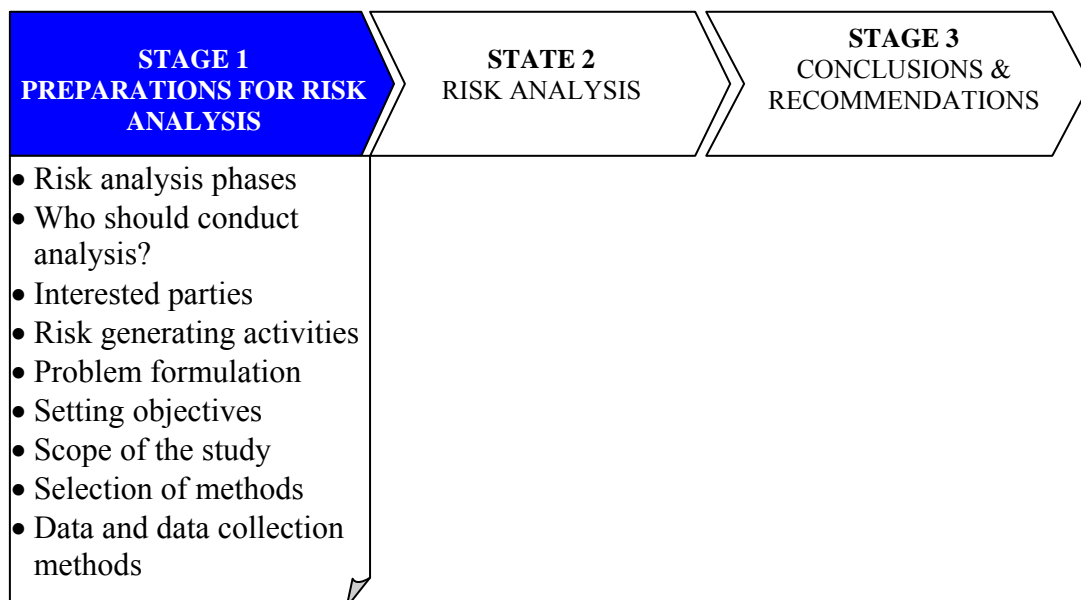 STAGE 1
PREPARATIONS FOR RISK
ANALYSIS
STATE 2
RISK ANALYSIS
STAGE 3
CONCLUSIONS &
RECOMMENDATIONS
• Risk analysis phases
• Who should conduct
analysis?
• Interested parties
• Risk generating activities
• Problem formulation
• Setting objectives
• Scope of the study
• Selection of methods
• Data and data collection
methods